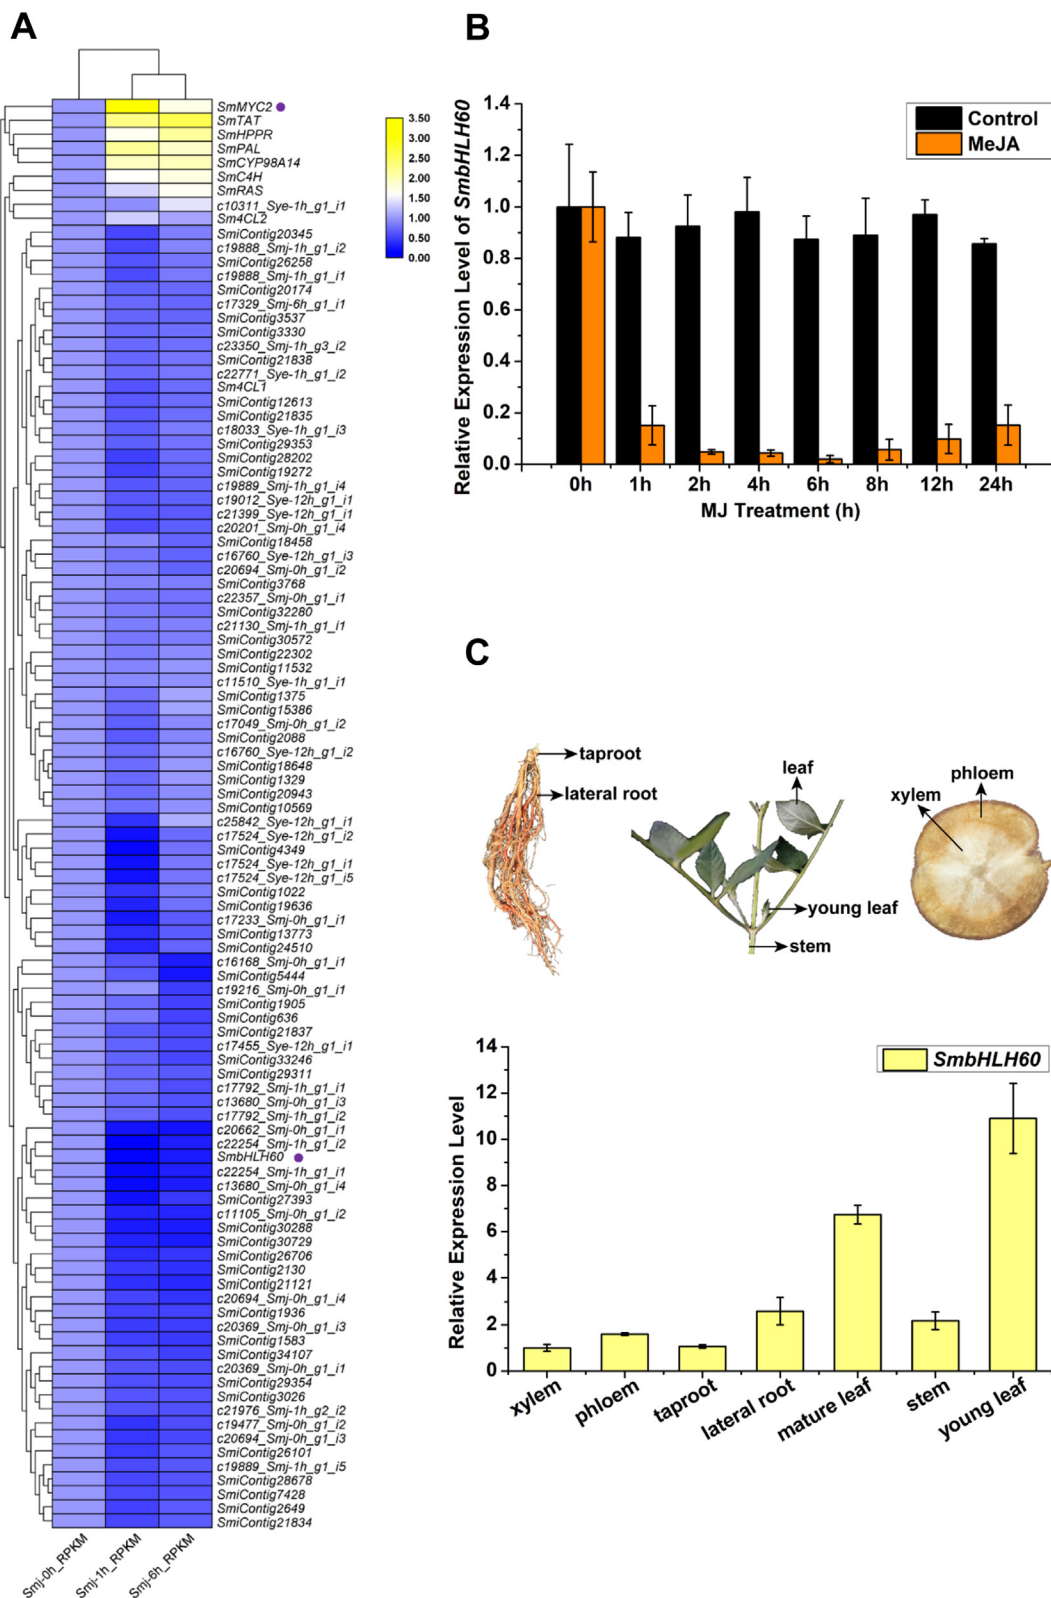 A
SmMYC2
SmTAT
SmHPPR
SmPAL
SmCYP98A14
SmC4H
SmRAS
c10311_Sye-1h_g1_i1
Sm4CL2
SmiContig20345
c19888_Smj-1h_g1_i2
SmiContig26258
c19888_Smj-1h_g1_i1
SmiContig20174
c17329_Smj-6h_g1_i1
SmiContig3537
SmiContig3330
c23350_Smj-1h_g3_i2
SmiContig21838
c22771_Sye-1h_g1_i2
Sm4CL1
SmiContig12613
SmiContig21835
c18033_Sye-1h_g1_i3
SmiContig29353
SmiContig28202
SmiContig19272
c19889_Smj-1h_g1_i4
c19012_Sye-12h_g1_i1
c21399_Sye-12h_g1_i1
c20201_Smj-0h_g1_i4
SmiContig18458
c16760_Sye-12h_g1_i3
c20694_Smj-0h_g1_i2
SmiContig3768
c22357_Smj-0h_g1_i1
SmiContig32280
c21130_Smj-1h_g1_i1
SmiContig30572
SmiContig22302
SmiContig11532
c11510_Sye-1h_g1_i1
SmiContig1375
SmiContig15386
c17049_Smj-0h_g1_i2
SmiContig2088
c16760_Sye-12h_g1_i2
SmiContig18648
SmiContig1329
SmiContig20943
SmiContig10569
c25842_Sye-12h_g1_i1
c17524_Sye-12h_g1_i2
SmiContig4349
c17524_Sye-12h_g1_i1
c17524_Sye-12h_g1_i5
SmiContig1022
SmiContig19636
c17233_Smj-0h_g1_i1
SmiContig13773
SmiContig24510
c16168_Smj-0h_g1_i1
SmiContig5444
c19216_Smj-0h_g1_i1
SmiContig1905
SmiContig636
SmiContig21837
c17455_Sye-12h_g1_i1
SmiContig33246
SmiContig29311
c17792_Smj-1h_g1_i1
c13680_Smj-0h_g1_i3
c17792_Smj-1h_g1_i2
c20662_Smj-0h_g1_i1
c22254_Smj-1h_g1_i2
SmbHLH60
c22254_Smj-1h_g1_i1
c13680_Smj-0h_g1_i4
SmiContig27393
c11105_Smj-0h_g1_i2
SmiContig30288
SmiContig30729
SmiContig26706
SmiContig2130
SmiContig21121
c20694_Smj-0h_g1_i4
SmiContig1936
c20369_Smj-0h_g1_i3
SmiContig1583
SmiContig34107
c20369_Smj-0h_g1_i1
SmiContig29354
SmiContig3026
c21976_Smj-1h_g2_i2
c19477_Smj-0h_g1_i2
c20694_Smj-0h_g1_i3
SmiContig26101
c19889_Smj-1h_g1_i5
SmiContig28678
SmiContig7428
SmiContig2649
SmiContig21834
Smj-0h_RPKM
Smj-1h_RPKM
Smj-6h_RPKM
3.50
3.00
2.50
2.00
1.50
1.00
0.50
0.00
B
Relative Expression Level of SmbHLH60
1.4
1.2
1.0
0.8
0.6
0.4
0.2
0.0
Control
MeJA
0h 1h 2h 4h 6h 8h 12h 24h
MJ Treatment (h)
C
taproot
lateral root
leaf
young leaf
stem
phloem
xylem
Relative Expression Level
14
12
10
8
6
4
2
0
SmbHLH60
xylem
phloem
taproot
lateral root
mature leaf
stem
young leaf